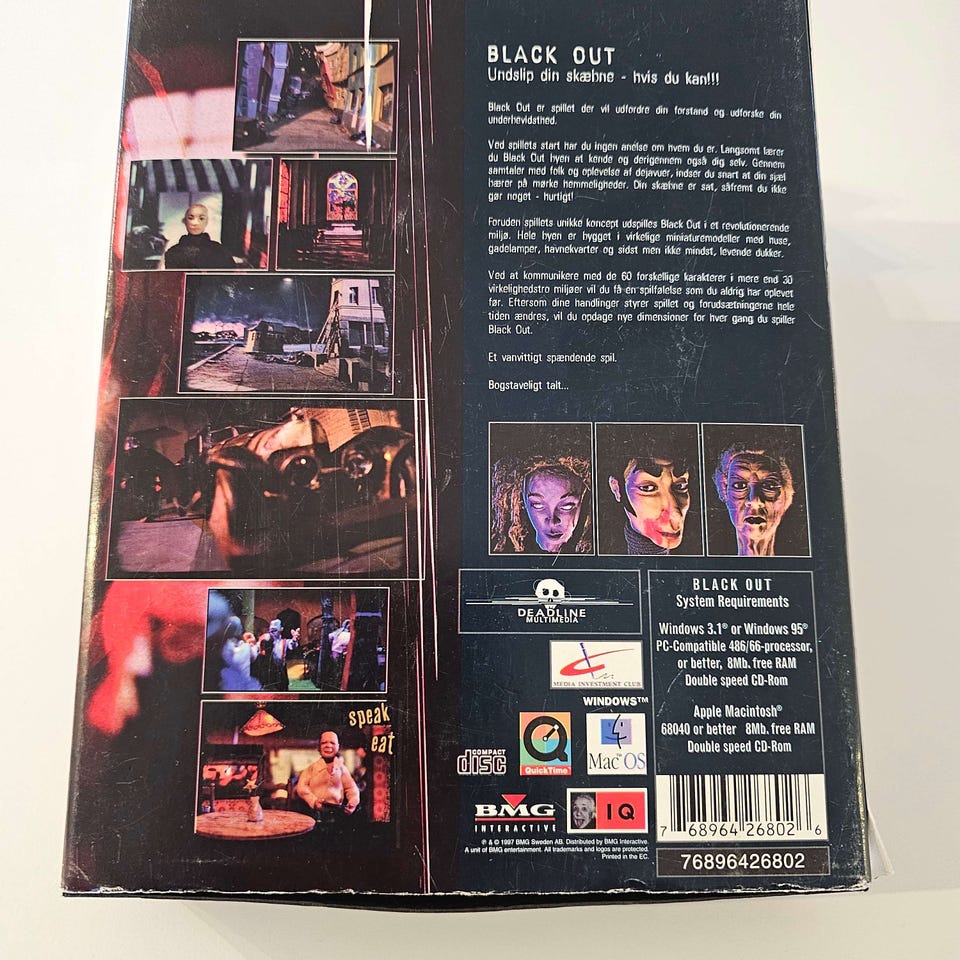 BLACK OUT
Undslip din skæbne - hvis du kan!!!
Black Out er spillet der vil udfordre din forstand og udforske din
underbevidsthed.
Ved spillets start har du ingen anelse om hvem du er. Langsomt lærer
du Black Out byen at kende og derigennem også dig selv. Gennem
samtaler med folk og oplevelse af dejavuer, indser du snart at din sjæl
bærer på mørke hemmeligheder. Din skæbne er sat, såfremt du ikke
gør noget - hurtigt!
Foruden spillets unikke koncept udspilles Black Out i et revolutionerende
miljø. Hele byen er bygget i virkelige miniaturemodeller med huse,
gadelamper, havnekvarter og sidst men ikke mindst, levende dukker.
Ved at kommunikere med de 60 forskellige karakterer i mere end 30
virkelighedstro miljøer vil du få en spilfølelse som du aldrig har oplevet
før. Eftersom dine handlinger styrer spillet og forudsætningerne hele
tiden ændres, vil du opdage nye dimensioner for hver gang du spiller
Black Out.
Et vanvittigt spændende spil.
Bogstaveligt talt...
speak
eat
DEADLINE
MULTIMEDIA
MEDIA INVESTMENT CLUB
WINDOWS™
COMPACT
disc
QuickTime
Mac™ OS
BMG
INTERACTIVE
IQ
℗ & © 1997 BMG Sweden AB. Distributed by BMG Interactive.
A unit of BMG entertainment. All trademarks and logos are protected.
Printed in the EC.
BLACK OUT
System Requirements
Windows 3.1® or Windows 95®
PC-Compatible 486/66-processor,
or better, 8Mb. free RAM
Double speed CD-Rom
Apple Macintosh®
68040 or better 8Mb. free RAM
Double speed CD-Rom
7 68964 26802 6
76896426802